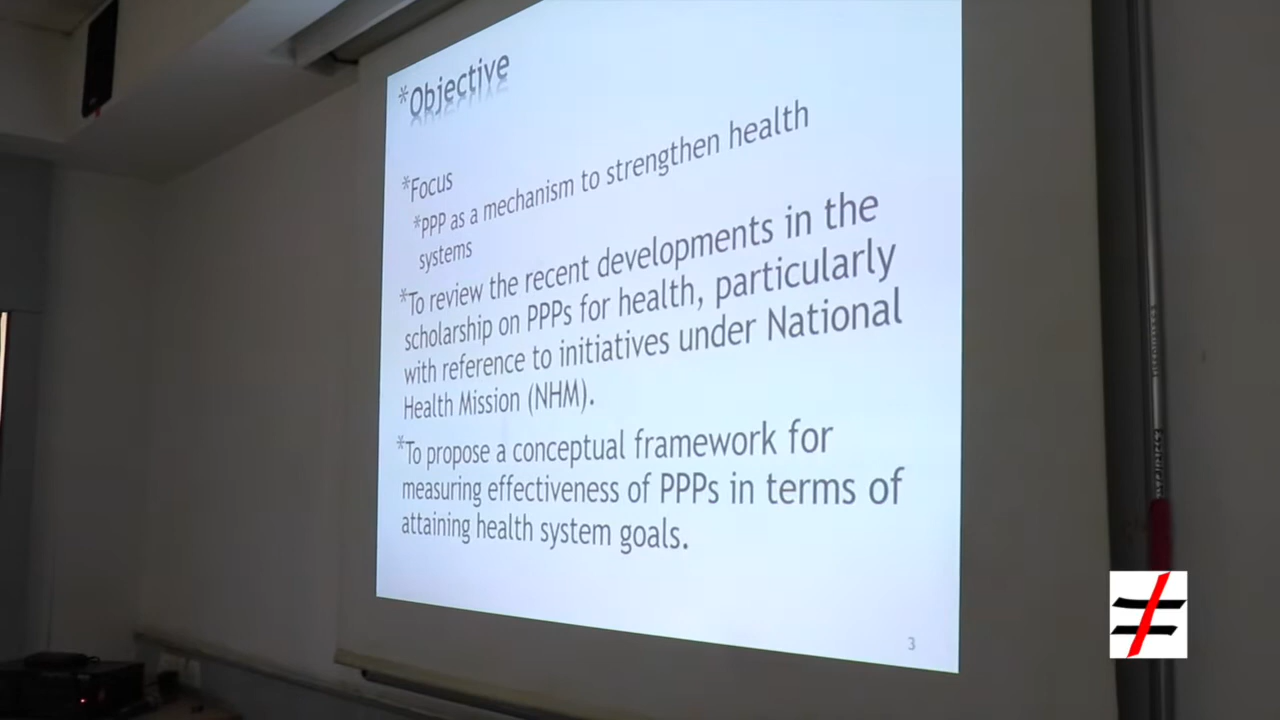 *Objective
*Focus
*PPP as a mechanism to strengthen health
systems
*To review the recent developments in the
scholarship on PPPs for health, particularly
with reference to initiatives under National
Health Mission (NHM).
*To propose a conceptual framework for
measuring effectiveness of PPPs in terms of
attaining health system goals.
3